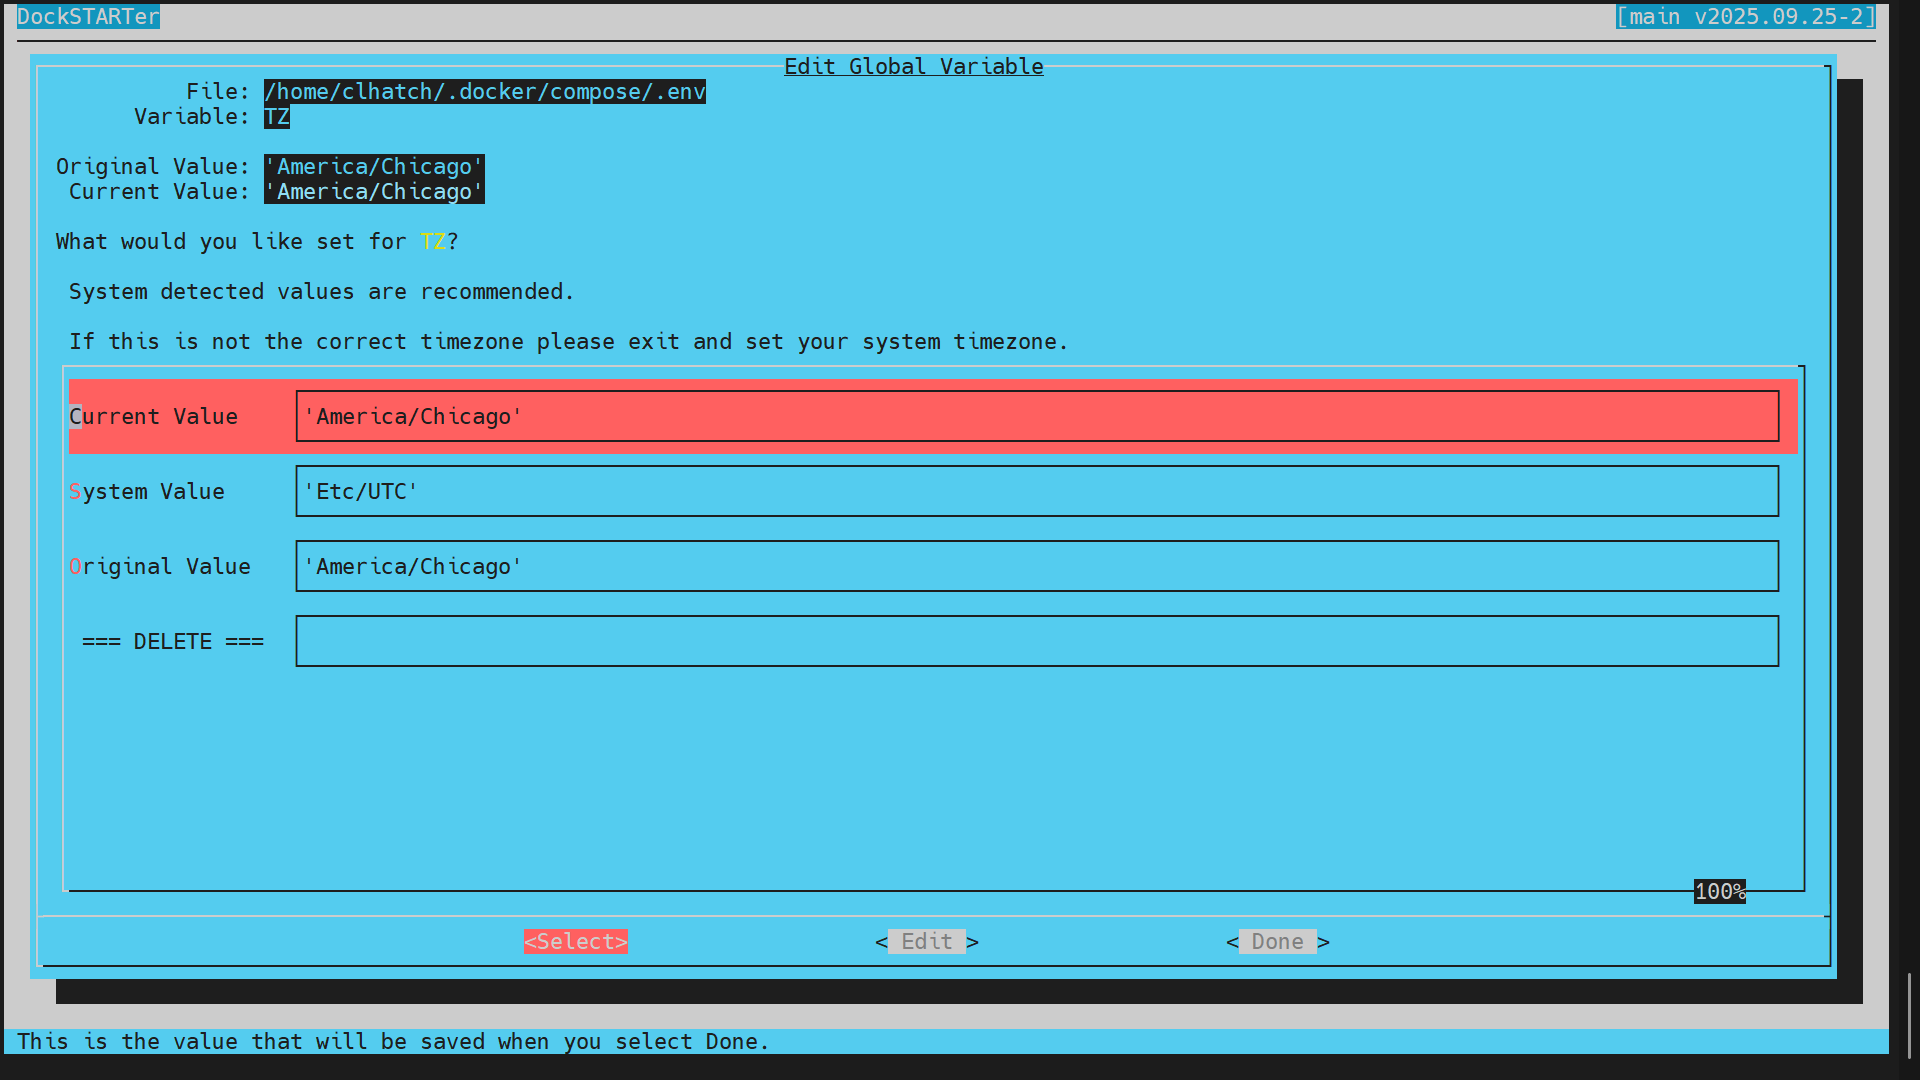 DockSTARTer [main v2025.09.25-2]
Edit Global Variable
File: /home/clhatch/.docker/compose/.env
Variable: TZ
Original Value: 'America/Chicago'
Current Value: 'America/Chicago'
What would you like set for TZ?
System detected values are recommended.
If this is not the correct timezone please exit and set your system timezone.
Current Value 'America/Chicago'
System Value 'Etc/UTC'
Original Value 'America/Chicago'
=== DELETE ===
100%
<Select> < Edit > < Done >
This is the value that will be saved when you select Done.